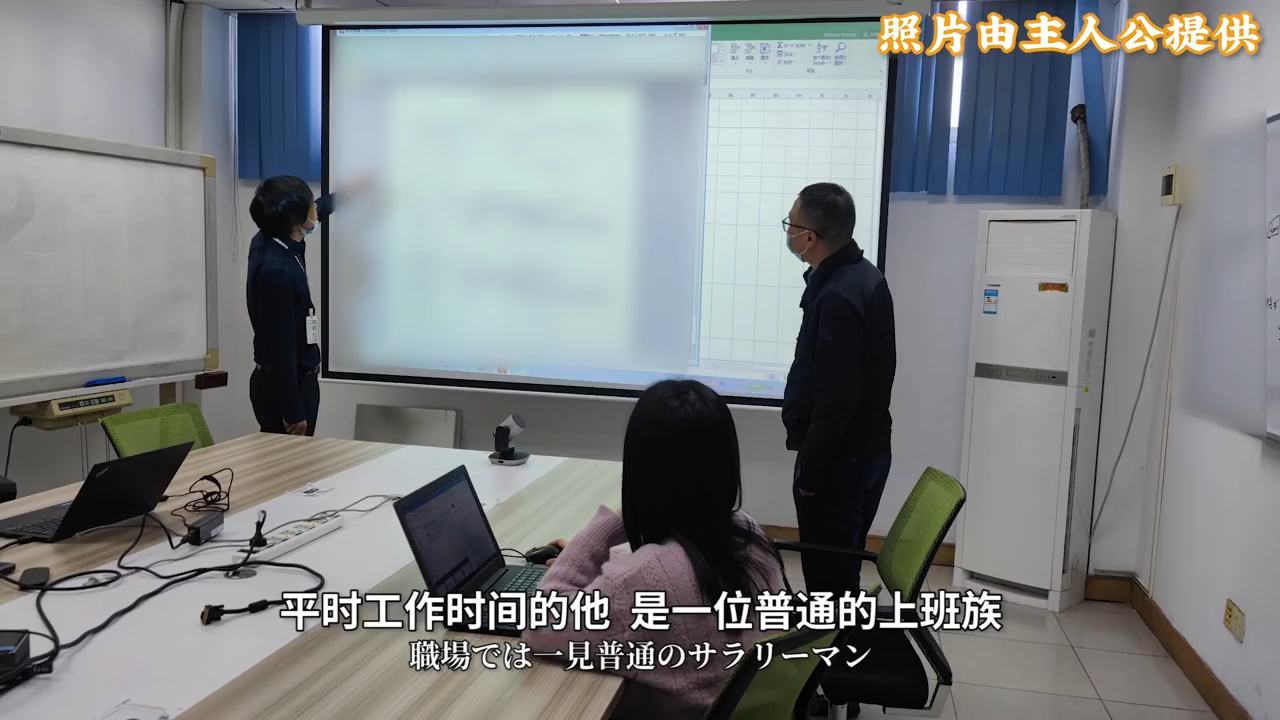 照片由主人公提供
平时工作时间的他 是一位普通的上班族
職場では一見普通のサラリーマン